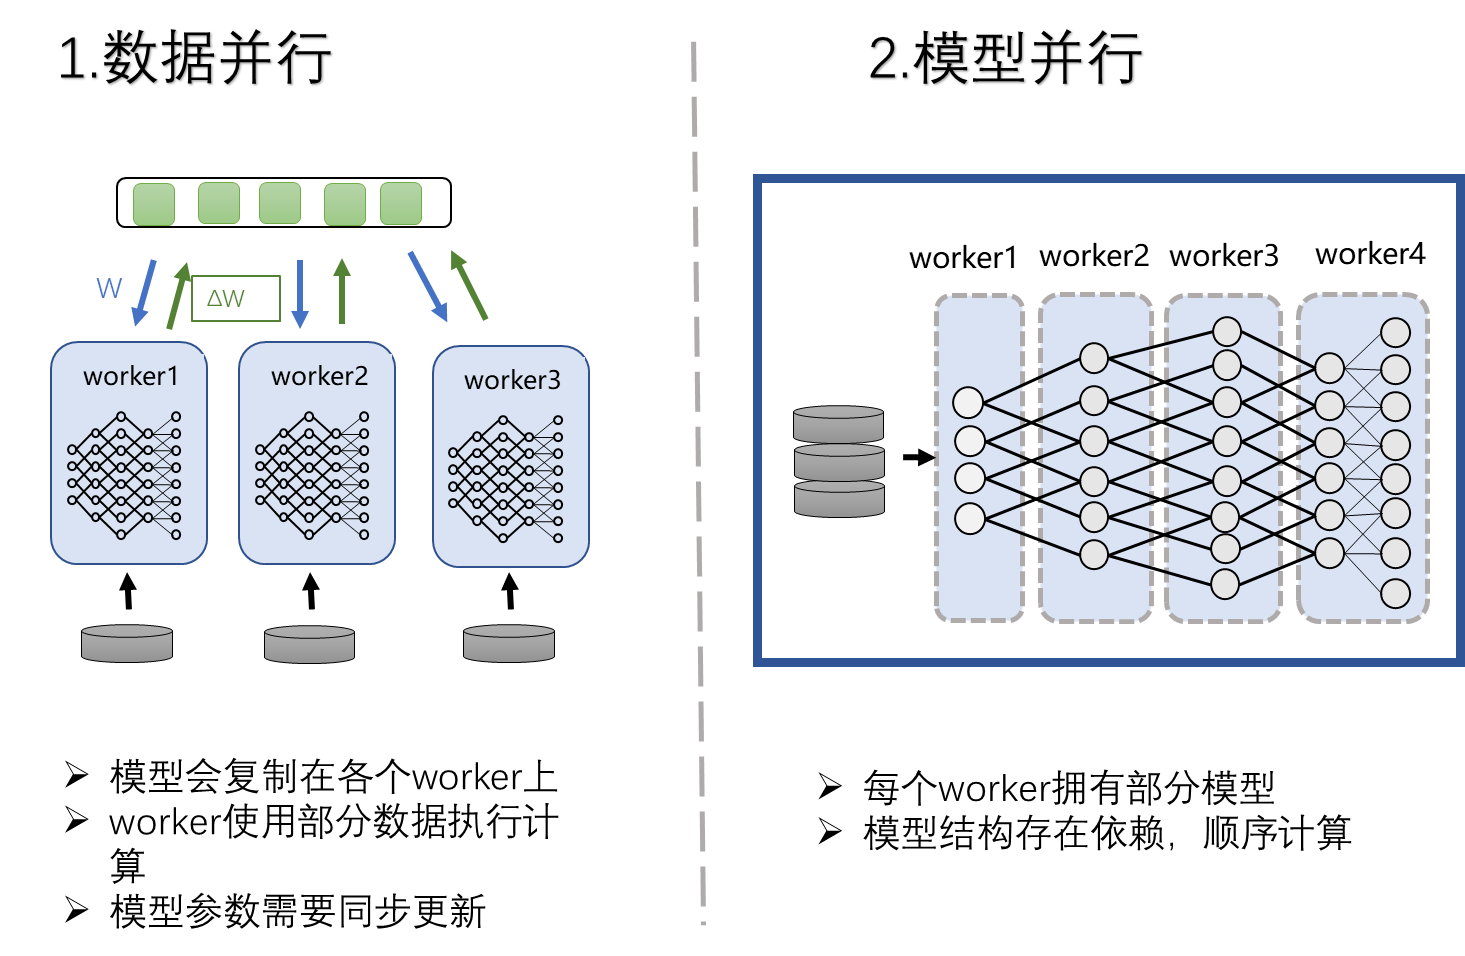 1.数据并行
W
ΔW
worker1
worker2
worker3
模型会复制在各个worker上
worker使用部分数据执行计
算
模型参数需要同步更新
2.模型并行
worker1
worker2
worker3
worker4
每个worker拥有部分模型
模型结构存在依赖，顺序计算